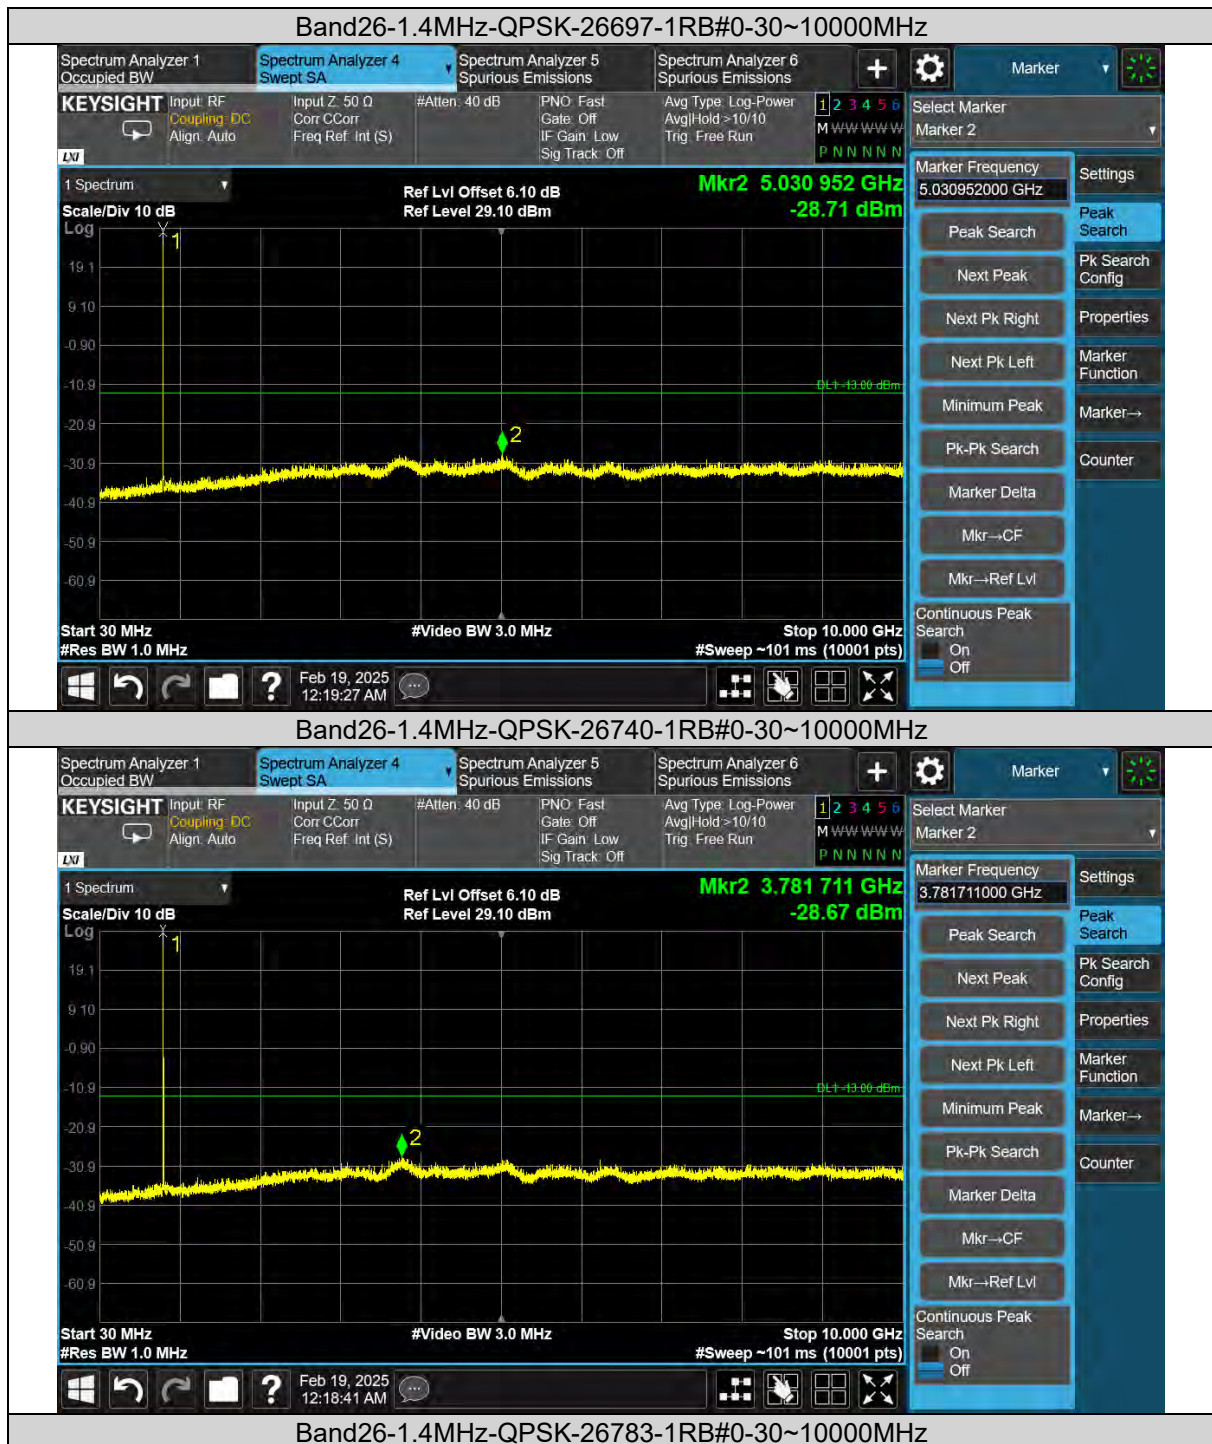 Band26-1.4MHz-QPSK-26697-1RB#0-30~10000MHz
Spectrum Analyzer 1
Occupied BW
Spectrum Analyzer 4
Swept SA
Spectrum Analyzer 5
Spurious Emissions
Spectrum Analyzer 6
Spurious Emissions
+
Marker
KEYSIGHT
LXI
Input: RF
Coupling: DC
Align: Auto
Input Z: 50 Ω
Corr CCorr
Freq Ref: Int (S)
#Atten: 40 dB
PNO: Fast
Gate: Off
IF Gain: Low
Sig Track: Off
Avg Type: Log-Power
Avg|Hold:>10/10
Trig: Free Run
1 2 3 4 5 6
M W W W W W
P N N N N N
Select Marker
Marker 2
1 Spectrum
Scale/Div 10 dB
Log
Ref Lvl Offset 6.10 dB
Ref Level 29.10 dBm
Mkr2 5.030 952 GHz
-28.71 dBm
1
19.1
9.10
-0.90
-10.9
DL1 -13.00 dBm
-20.9
2
-30.9
-40.9
-50.9
-60.9
Start 30 MHz
#Res BW 1.0 MHz
#Video BW 3.0 MHz
Stop 10.000 GHz
#Sweep ~101 ms (10001 pts)
Marker Frequency
5.030952000 GHz
Peak Search
Next Peak
Next Pk Right
Next Pk Left
Minimum Peak
Pk-Pk Search
Marker Delta
Mkr→CF
Mkr→Ref Lvl
Continuous Peak
Search
On
Off
Settings
Peak
Search
Pk Search
Config
Properties
Marker
Function
Marker→
Counter
?
Feb 19, 2025
12:19:27 AM
Band26-1.4MHz-QPSK-26740-1RB#0-30~10000MHz
Spectrum Analyzer 1
Occupied BW
Spectrum Analyzer 4
Swept SA
Spectrum Analyzer 5
Spurious Emissions
Spectrum Analyzer 6
Spurious Emissions
+
Marker
KEYSIGHT
LXI
Input: RF
Coupling: DC
Align: Auto
Input Z: 50 Ω
Corr CCorr
Freq Ref: Int (S)
#Atten: 40 dB
PNO: Fast
Gate: Off
IF Gain: Low
Sig Track: Off
Avg Type: Log-Power
Avg|Hold:>10/10
Trig: Free Run
1 2 3 4 5 6
M W W W W W
P N N N N N
Select Marker
Marker 2
1 Spectrum
Scale/Div 10 dB
Log
Ref Lvl Offset 6.10 dB
Ref Level 29.10 dBm
Mkr2 3.781 711 GHz
-28.67 dBm
1
19.1
9.10
-0.90
-10.9
DL1 -13.00 dBm
-20.9
2
-30.9
-40.9
-50.9
-60.9
Start 30 MHz
#Res BW 1.0 MHz
#Video BW 3.0 MHz
Stop 10.000 GHz
#Sweep ~101 ms (10001 pts)
Marker Frequency
3.781711000 GHz
Peak Search
Next Peak
Next Pk Right
Next Pk Left
Minimum Peak
Pk-Pk Search
Marker Delta
Mkr→CF
Mkr→Ref Lvl
Continuous Peak
Search
On
Off
Settings
Peak
Search
Pk Search
Config
Properties
Marker
Function
Marker→
Counter
?
Feb 19, 2025
12:18:41 AM
Band26-1.4MHz-QPSK-26783-1RB#0-30~10000MHz